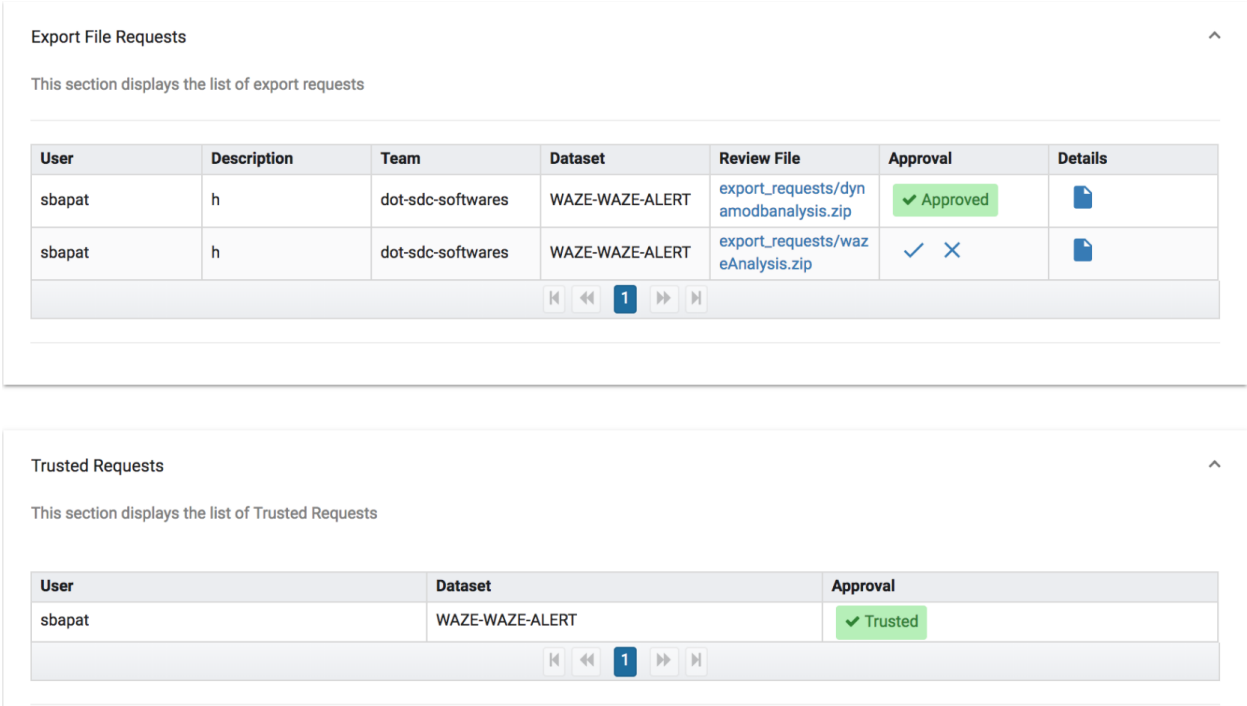 Export File Requests
This section displays the list of export requests
User Description Team Dataset Review File Approval Details
sbapat h dot-sdc-softwares WAZE-WAZE-ALERT export_requests/dyn
amodbanalysis.zip Approved
sbapat h dot-sdc-softwares WAZE-WAZE-ALERT export_requests/waz
eAnalysis.zip
1
Trusted Requests
This section displays the list of Trusted Requests
User Dataset Approval
sbapat WAZE-WAZE-ALERT Trusted
1